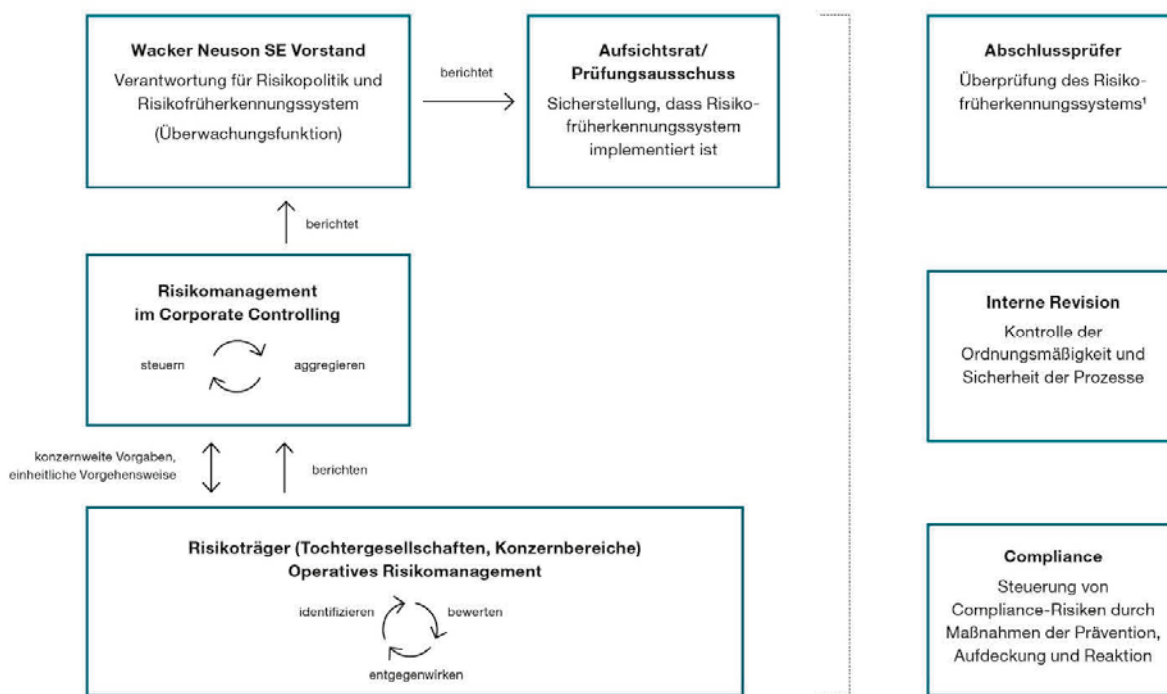 Wacker Neuson SE Vorstand
Verantwortung für Risikopolitik und
Risikofrüherkennungssystem
(Überwachungsfunktion)
berichtet
Aufsichtsrat/
Prüfungsausschuss
Sicherstellung, dass Risiko-
früherkennungssystem
implementiert ist
Abschlussprüfer
Überprüfung des Risiko-
früherkennungssystems¹
berichtet
Risikomanagement
im Corporate Controlling
steuern
aggregieren
Interne Revision
Kontrolle der
Ordnungsmäßigkeit und
Sicherheit der Prozesse
konzernweite Vorgaben,
einheitliche Vorgehensweise
berichten
Risikoträger (Tochtergesellschaften, Konzernbereiche)
Operatives Risikomanagement
identifizieren
bewerten
entgegenwirken
Compliance
Steuerung von
Compliance-Risiken durch
Maßnahmen der Prävention,
Aufdeckung und Reaktion